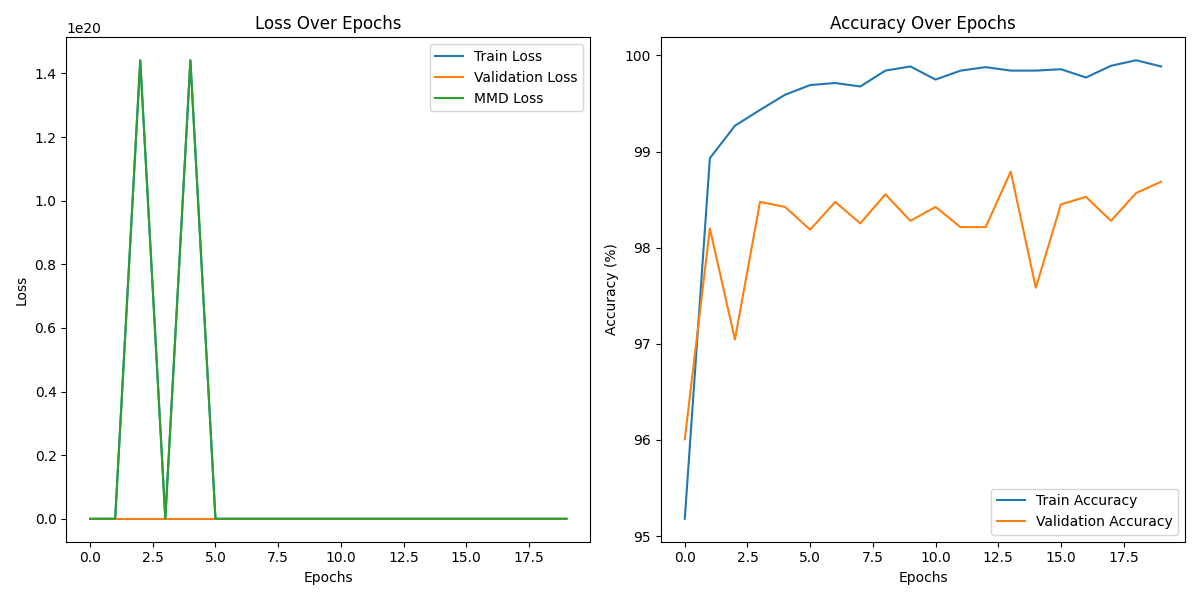 Loss Over Epochs
1e20
Train Loss
Validation Loss
MMD Loss
1.4
1.2
1.0
0.8
0.6
0.4
0.2
0.0
Loss
0.0 2.5 5.0 7.5 10.0 12.5 15.0 17.5
Epochs
Accuracy Over Epochs
100
99
98
97
96
95
Accuracy (%)
Train Accuracy
Validation Accuracy
0.0 2.5 5.0 7.5 10.0 12.5 15.0 17.5
Epochs